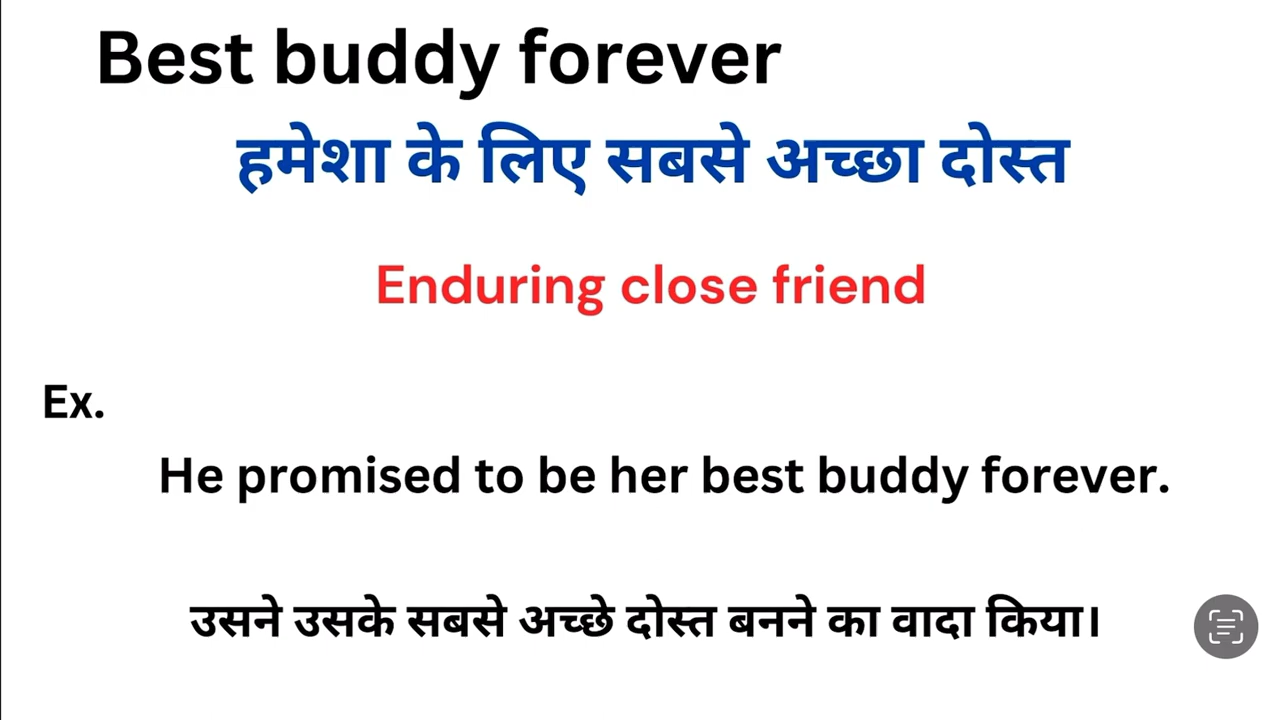 Best buddy forever
हमेशा के लिए सबसे अच्छा दोस्त
Enduring close friend
Ex.
He promised to be her best buddy forever.
उसने उसके सबसे अच्छे दोस्त बनने का वादा किया।